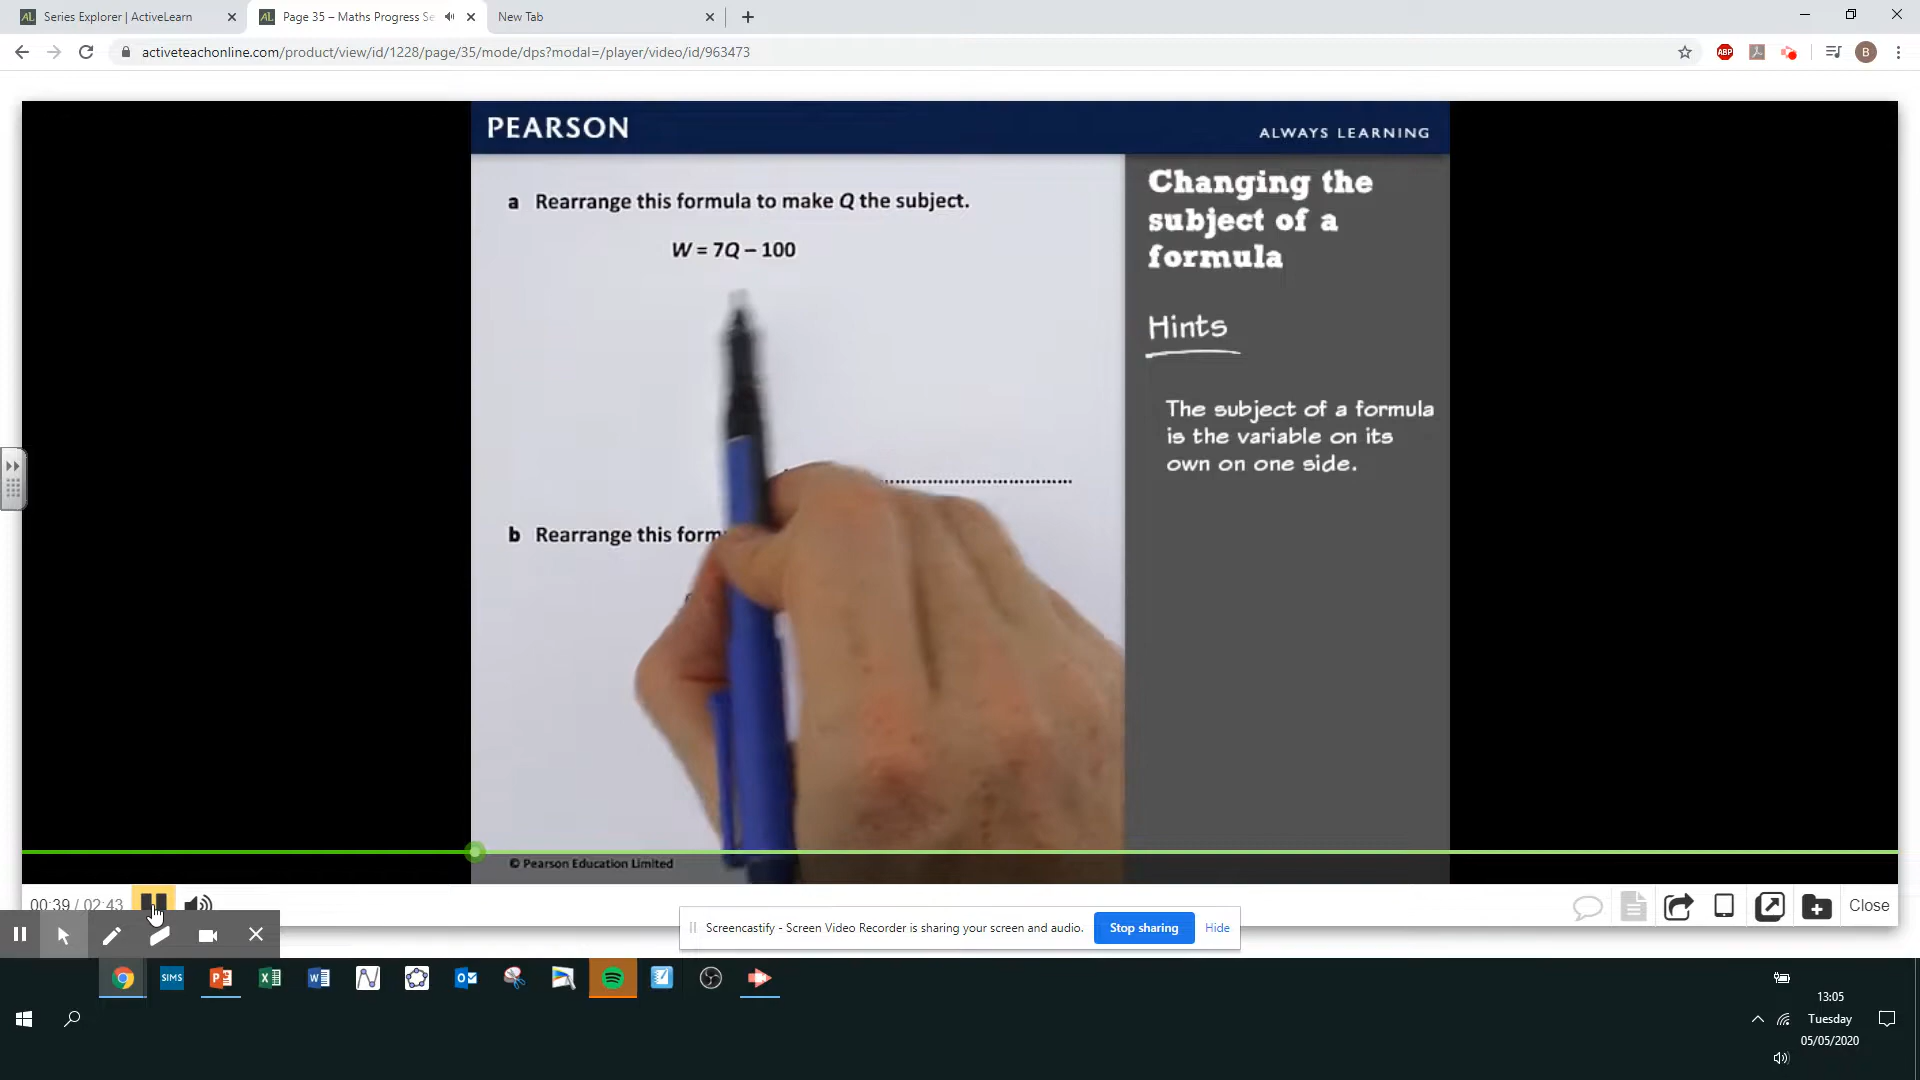 Series Explorer | ActiveLearn
Page 35 – Maths Progress Se
New Tab
activeteachonline.com/product/view/id/1228/page/35/mode/dps?modal=/player/video/id/963473
ABP
B
PEARSON
ALWAYS LEARNING
a Rearrange this formula to make Q the subject.
W = 7Q – 100
b Rearrange this form
Changing the
subject of a
formula
Hints
The subject of a formula
is the variable on its
own on one side.
© Pearson Education Limited
00:39 / 02:43
Close
Screencastify - Screen Video Recorder is sharing your screen and audio.
Stop sharing
Hide
SIMS
13:05
Tuesday
05/05/2020